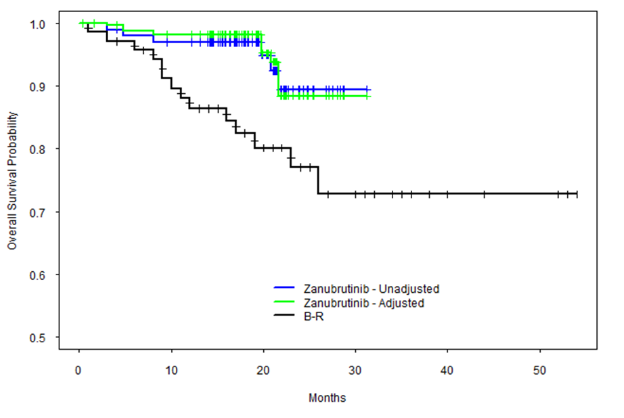 1.0
0.9
0.8
0.7
0.6
0.5
Overall Survival Probability
Zanubrutinib - Unadjusted
Zanubrutinib - Adjusted
B-R
0 10 20 30 40 50
Months